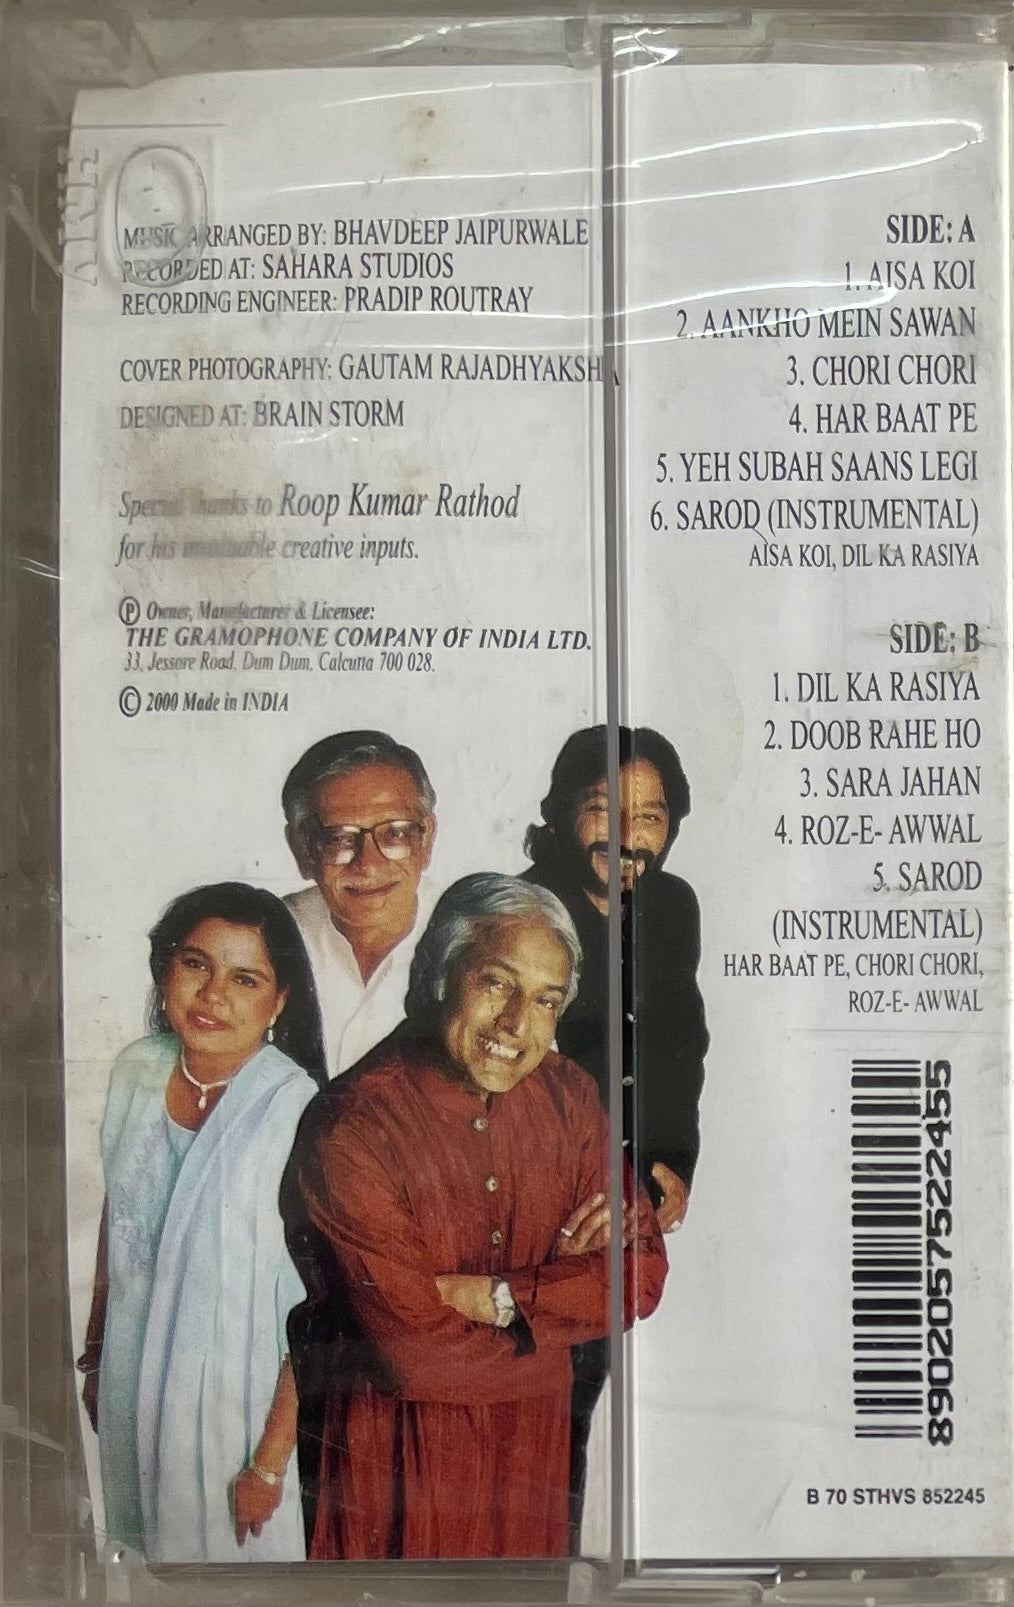 MUSIC ARRANGED BY: BHAVDEEP JAIPURWALE
RECORDED AT: SAHARA STUDIOS
RECORDING ENGINEER: PRADIP ROUTRAY
COVER PHOTOGRAPHY: GAUTAM RAJADHYAKSHA
DESIGNED AT: BRAIN STORM
Special thanks to Roop Kumar Rathod
for his invaluable creative inputs.
Ⓟ Owner, Manufacturer & Licensee:
THE GRAMOPHONE COMPANY OF INDIA LTD.
33, Jessore Road, Dum Dum, Calcutta 700 028.
© 2000 Made in INDIA
SIDE: A
1. AISA KOI
2. AANKHO MEIN SAWAN
3. CHORI CHORI
4. HAR BAAT PE
5. YEH SUBAH SAANS LEGI
6. SAROD (INSTRUMENTAL)
AISA KOI, DIL KA RASIYA
SIDE: B
1. DIL KA RASIYA
2. DOOB RAHE HO
3. SARA JAHAN
4. ROZ-E- AWWAL
5. SAROD
(INSTRUMENTAL)
HAR BAAT PE, CHORI CHORI,
ROZ-E- AWWAL
8902057522455
B 70 STHVS 852245